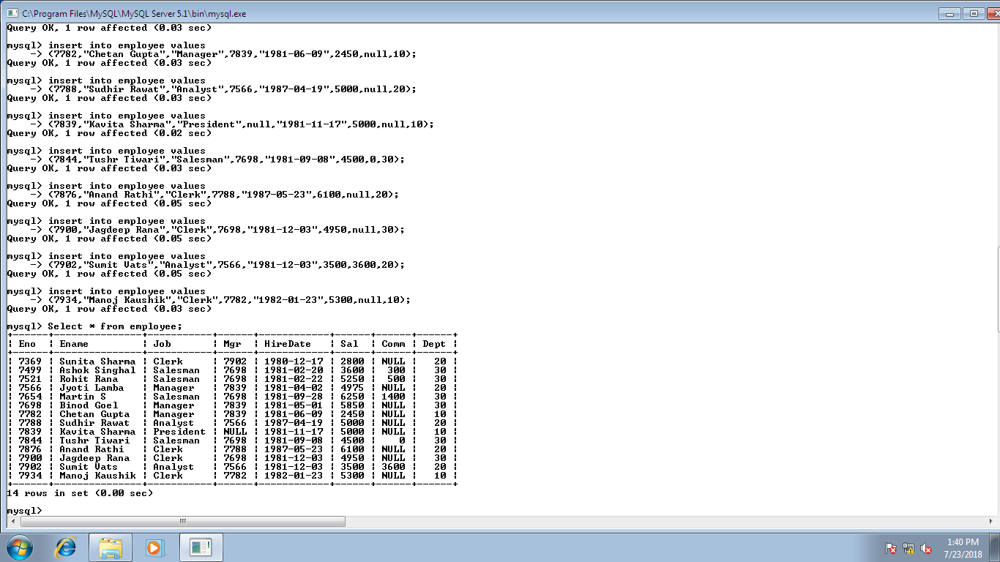 C:\Program Files\MySQL\MySQL Server 5.1\bin\mysql.exe
Query OK, 1 row affected (0.03 sec)
mysql> insert into employee values
    -> (7782,"Chetan Gupta","Manager",7839,"1981-06-09",2450,null,10);
Query OK, 1 row affected (0.03 sec)
mysql> insert into employee values
    -> (7788,"Sudhir Rawat","Analyst",7566,"1987-04-19",5000,null,20);
Query OK, 1 row affected (0.03 sec)
mysql> insert into employee values
    -> (7839,"Kavita Sharma","President",null,"1981-11-17",5000,null,10);
Query OK, 1 row affected (0.02 sec)
mysql> insert into employee values
    -> (7844,"Tushr Tiwari","Salesman",7698,"1981-09-08",4500,0,30);
Query OK, 1 row affected (0.03 sec)
mysql> insert into employee values
    -> (7876,"Anand Rathi","Clerk",7788,"1987-05-23",6100,null,20);
Query OK, 1 row affected (0.05 sec)
mysql> insert into employee values
    -> (7900,"Jagdeep Rana","Clerk",7698,"1981-12-03",4950,null,30);
Query OK, 1 row affected (0.05 sec)
mysql> insert into employee values
    -> (7902,"Sumit Vats","Analyst",7566,"1981-12-03",3500,3600,20);
Query OK, 1 row affected (0.05 sec)
mysql> insert into employee values
    -> (7934,"Manoj Kaushik","Clerk",7782,"1982-01-23",5300,null,10);
Query OK, 1 row affected (0.03 sec)
mysql> Select * from employee;
| Eno | Ename | Job | Mgr | HireDate | Sal | Comm | Dept |
| 7369 | Sunita Sharma | Clerk | 7902 | 1980-12-17 | 2800 | NULL | 20 |
| 7499 | Ashok Singhal | Salesman | 7698 | 1981-02-20 | 3600 | 300 | 30 |
| 7521 | Rohit Rana | Salesman | 7698 | 1981-02-22 | 5250 | 500 | 30 |
| 7566 | Jyoti Lamba | Manager | 7839 | 1981-04-02 | 4975 | NULL | 20 |
| 7654 | Martin S | Salesman | 7698 | 1981-09-28 | 6250 | 1400 | 30 |
| 7698 | Binod Goel | Manager | 7839 | 1981-05-01 | 5850 | NULL | 30 |
| 7782 | Chetan Gupta | Manager | 7839 | 1981-06-09 | 2450 | NULL | 10 |
| 7788 | Sudhir Rawat | Analyst | 7566 | 1987-04-19 | 5000 | NULL | 20 |
| 7839 | Kavita Sharma | President | NULL | 1981-11-17 | 5000 | NULL | 10 |
| 7844 | Tushr Tiwari | Salesman | 7698 | 1981-09-08 | 4500 | 0 | 30 |
| 7876 | Anand Rathi | Clerk | 7788 | 1987-05-23 | 6100 | NULL | 20 |
| 7900 | Jagdeep Rana | Clerk | 7698 | 1981-12-03 | 4950 | NULL | 30 |
| 7902 | Sumit Vats | Analyst | 7566 | 1981-12-03 | 3500 | 3600 | 20 |
| 7934 | Manoj Kaushik | Clerk | 7782 | 1982-01-23 | 5300 | NULL | 10 |
14 rows in set (0.00 sec)
mysql>
1:40 PM
7/23/2018